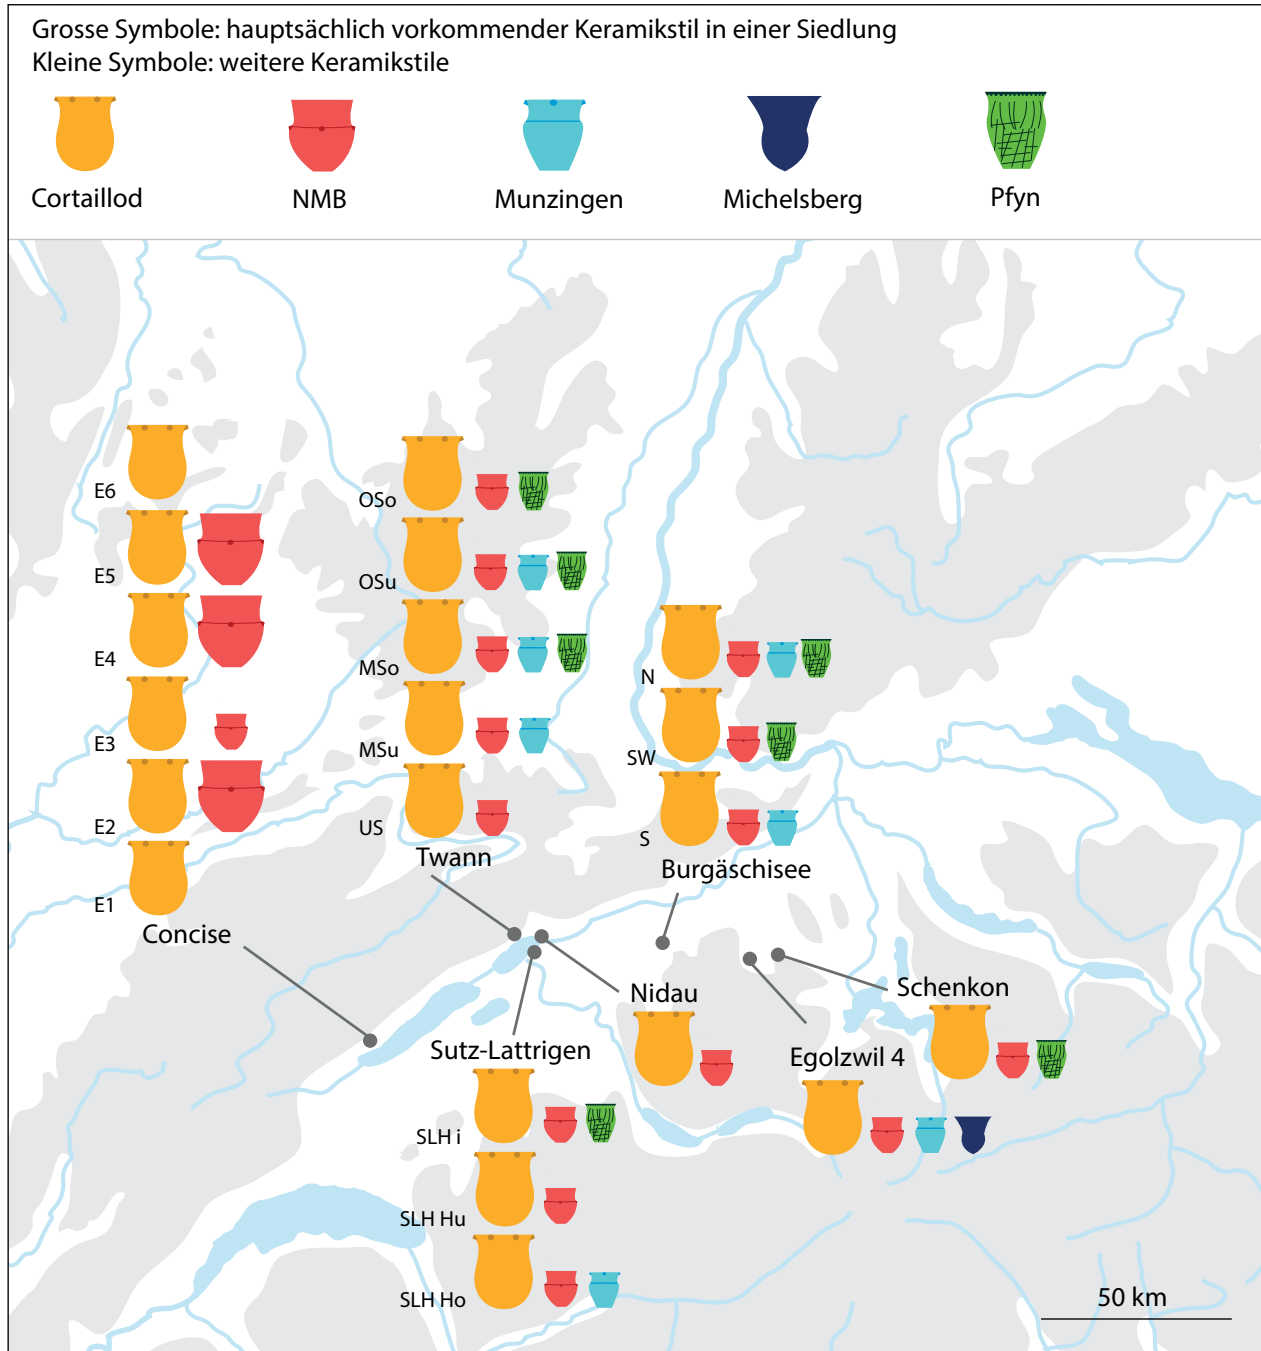 Grosse Symbole: hauptsächlich vorkommender Keramikstil in einer Siedlung
Kleine Symbole: weitere Keramikstile
Cortaillod
NMB
Munzingen
Michelsberg
Pfyn
E6
E5
E4
E3
E2
E1
Concise
OSo
OSu
MSo
MSu
US
Twann
N
SW
S
Burgäschisee
Nidau
Schenkon
Sutz-Lattrigen
Egolzwil 4
SLH i
SLH Hu
SLH Ho
50 km